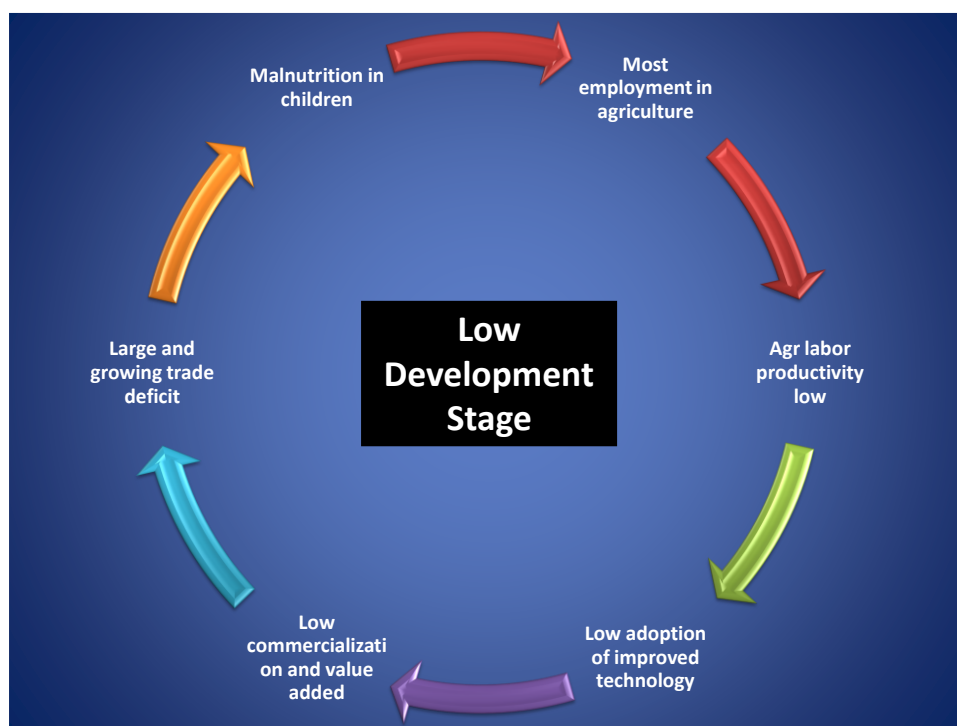 Malnutrition in
children
Most
employment in
agriculture
Agr labor
productivity
low
Low adoption
of improved
technology
Low
commercializati
on and value
added
Large and
growing trade
deficit
Low
Development
Stage